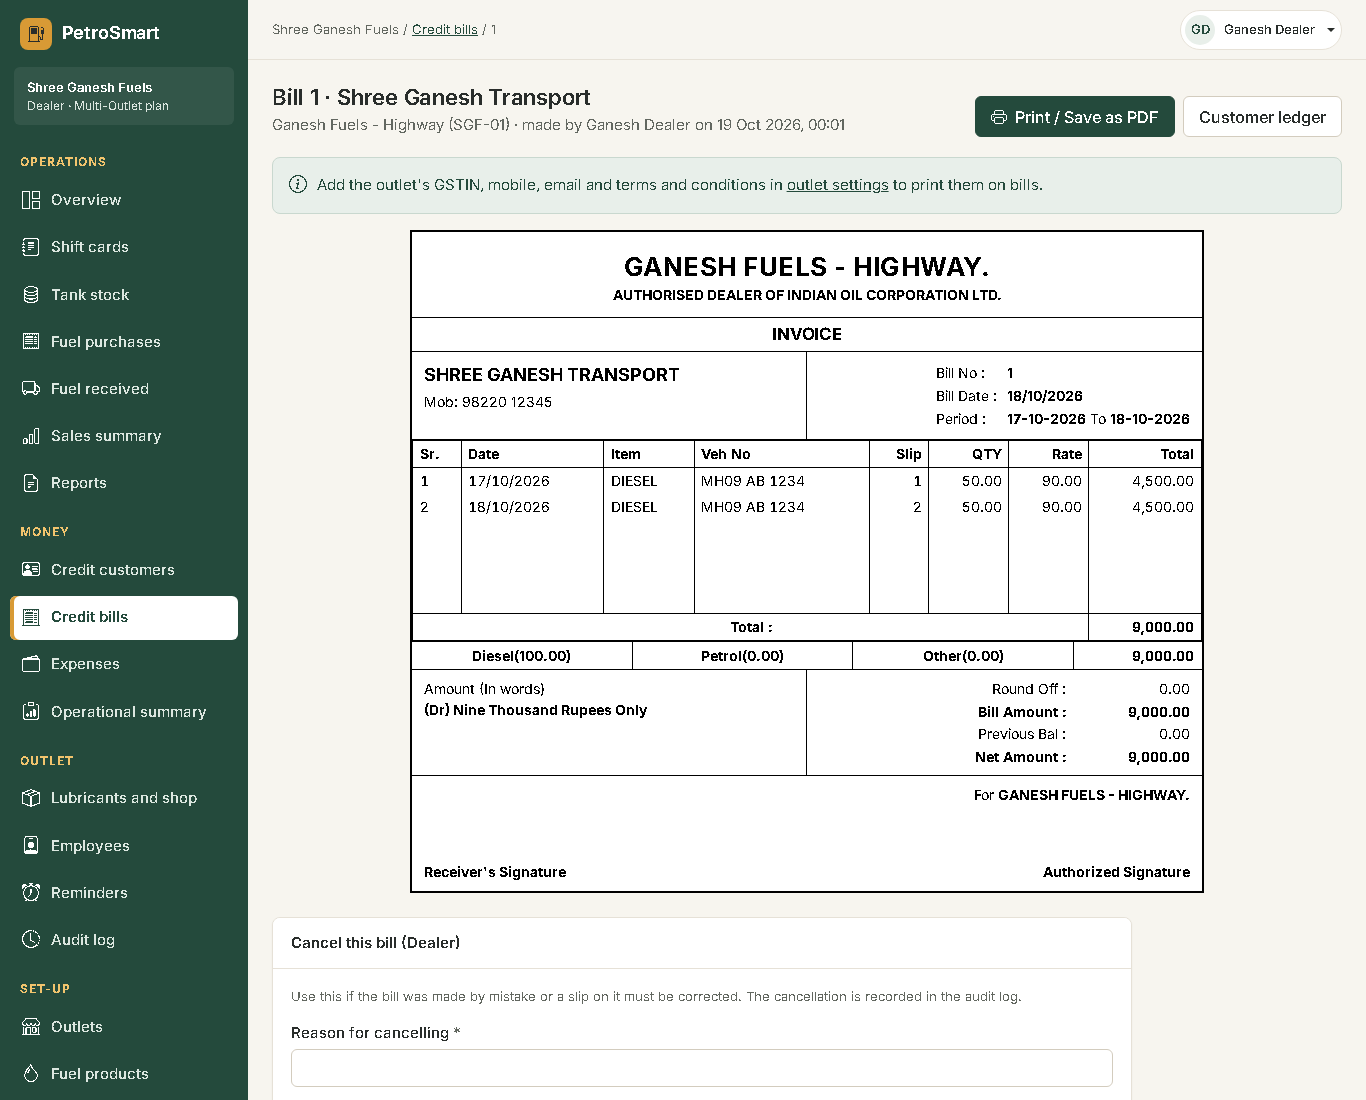 PetroSmart
Shree Ganesh Fuels
Dealer · Multi-Outlet plan
OPERATIONS
Overview
Shift cards
Tank stock
Fuel purchases
Fuel received
Sales summary
Reports
MONEY
Credit customers
Credit bills
Expenses
Operational summary
OUTLET
Lubricants and shop
Employees
Reminders
Audit log
SET-UP
Outlets
Fuel products
Shree Ganesh Fuels / Credit bills / 1
GD Ganesh Dealer
Bill 1 · Shree Ganesh Transport
Ganesh Fuels - Highway (SGF-01) · made by Ganesh Dealer on 19 Oct 2026, 00:01
Print / Save as PDF
Customer ledger
Add the outlet's GSTIN, mobile, email and terms and conditions in outlet settings to print them on bills.
GANESH FUELS - HIGHWAY.
AUTHORISED DEALER OF INDIAN OIL CORPORATION LTD.
INVOICE
SHREE GANESH TRANSPORT
Mob: 98220 12345
Bill No : 1
Bill Date : 18/10/2026
Period : 17-10-2026 To 18-10-2026
Sr. Date Item Veh No Slip QTY Rate Total
1 17/10/2026 DIESEL MH09 AB 1234 1 50.00 90.00 4,500.00
2 18/10/2026 DIESEL MH09 AB 1234 2 50.00 90.00 4,500.00
Total : 9,000.00
Diesel(100.00) Petrol(0.00) Other(0.00) 9,000.00
Amount (In words)
(Dr) Nine Thousand Rupees Only
Round Off : 0.00
Bill Amount : 9,000.00
Previous Bal : 0.00
Net Amount : 9,000.00
For GANESH FUELS - HIGHWAY.
Receiver's Signature Authorized Signature
Cancel this bill (Dealer)
Use this if the bill was made by mistake or a slip on it must be corrected. The cancellation is recorded in the audit log.
Reason for cancelling *